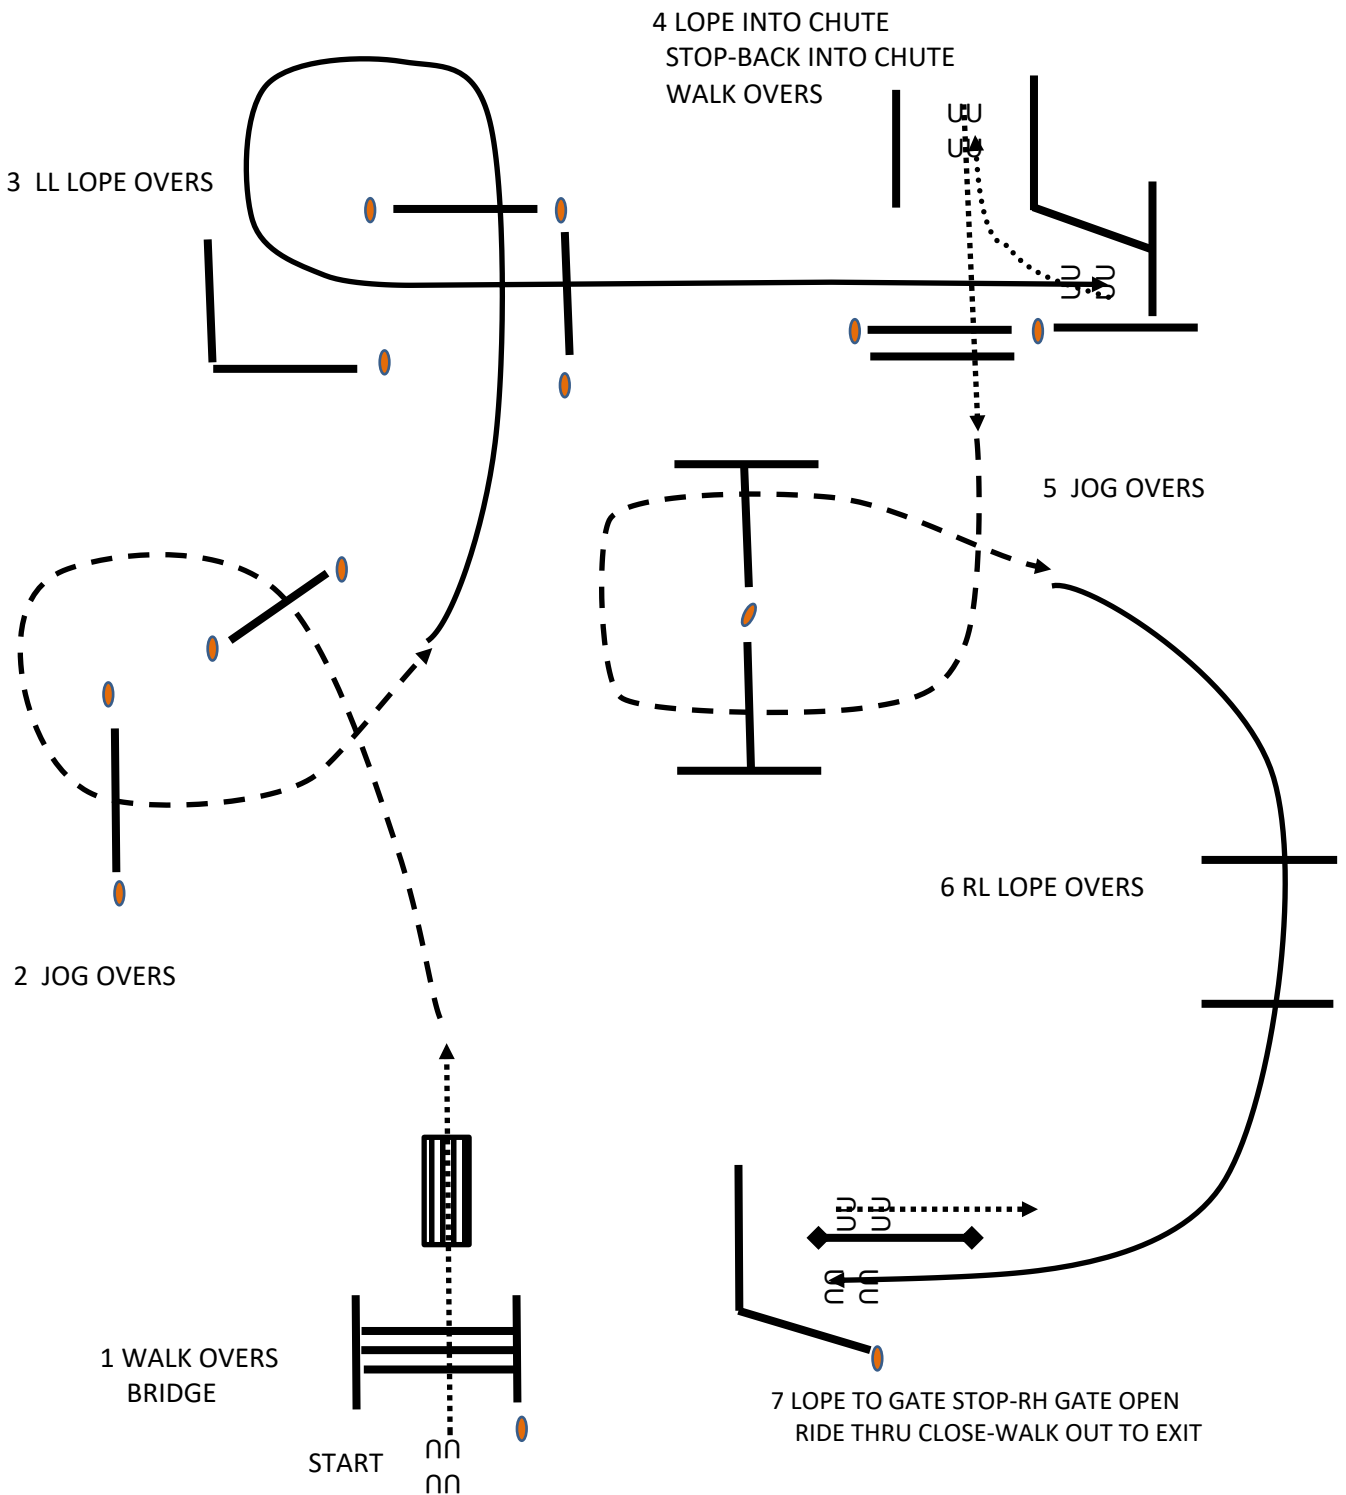 4 LOPE INTO CHUTE
STOP-BACK INTO CHUTE
WALK OVERS
3 LL LOPE OVERS
5 JOG OVERS
6 RL LOPE OVERS
2 JOG OVERS
1 WALK OVERS
BRIDGE
7 LOPE TO GATE STOP-RH GATE OPEN
RIDE THRU CLOSE-WALK OUT TO EXIT
START